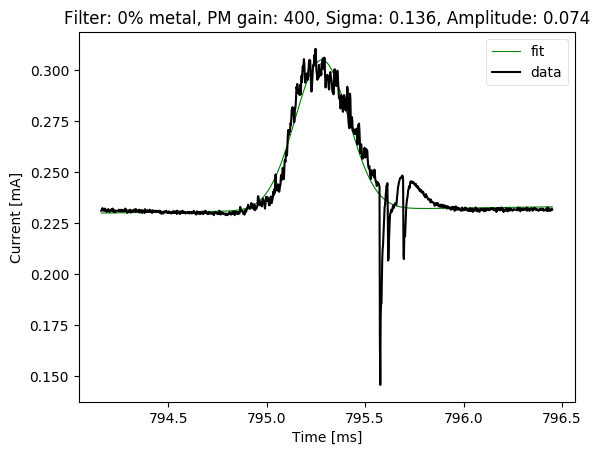 Filter: 0% metal, PM gain: 400, Sigma: 0.136, Amplitude: 0.074
fit
data
0.300
0.275
0.250
0.225
0.200
0.175
0.150
Current [mA]
794.5 795.0 795.5 796.0 796.5
Time [ms]